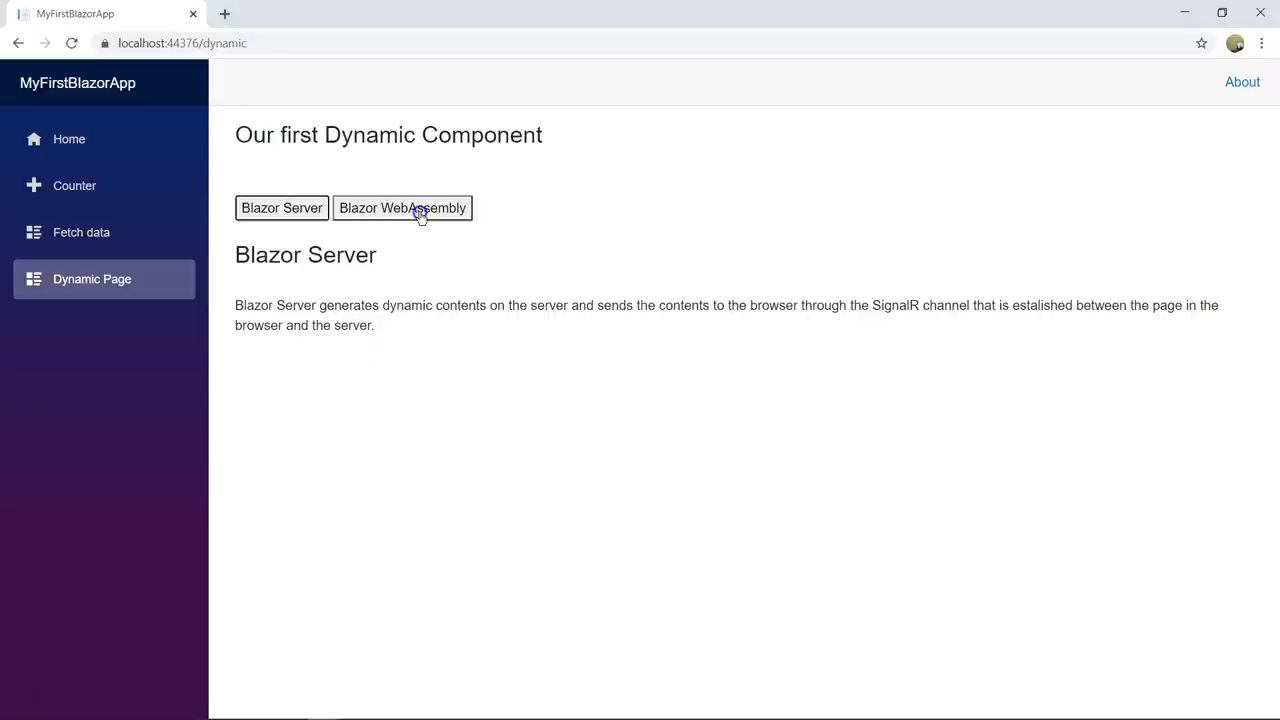 MyFirstBlazorApp
localhost:44376/dynamic
MyFirstBlazorApp
About
Home
Counter
Fetch data
Dynamic Page
Our first Dynamic Component
Blazor Server
Blazor WebAssembly
Blazor Server
Blazor Server generates dynamic contents on the server and sends the contents to the browser through the SignalR channel that is estalished between the page in the
browser and the server.